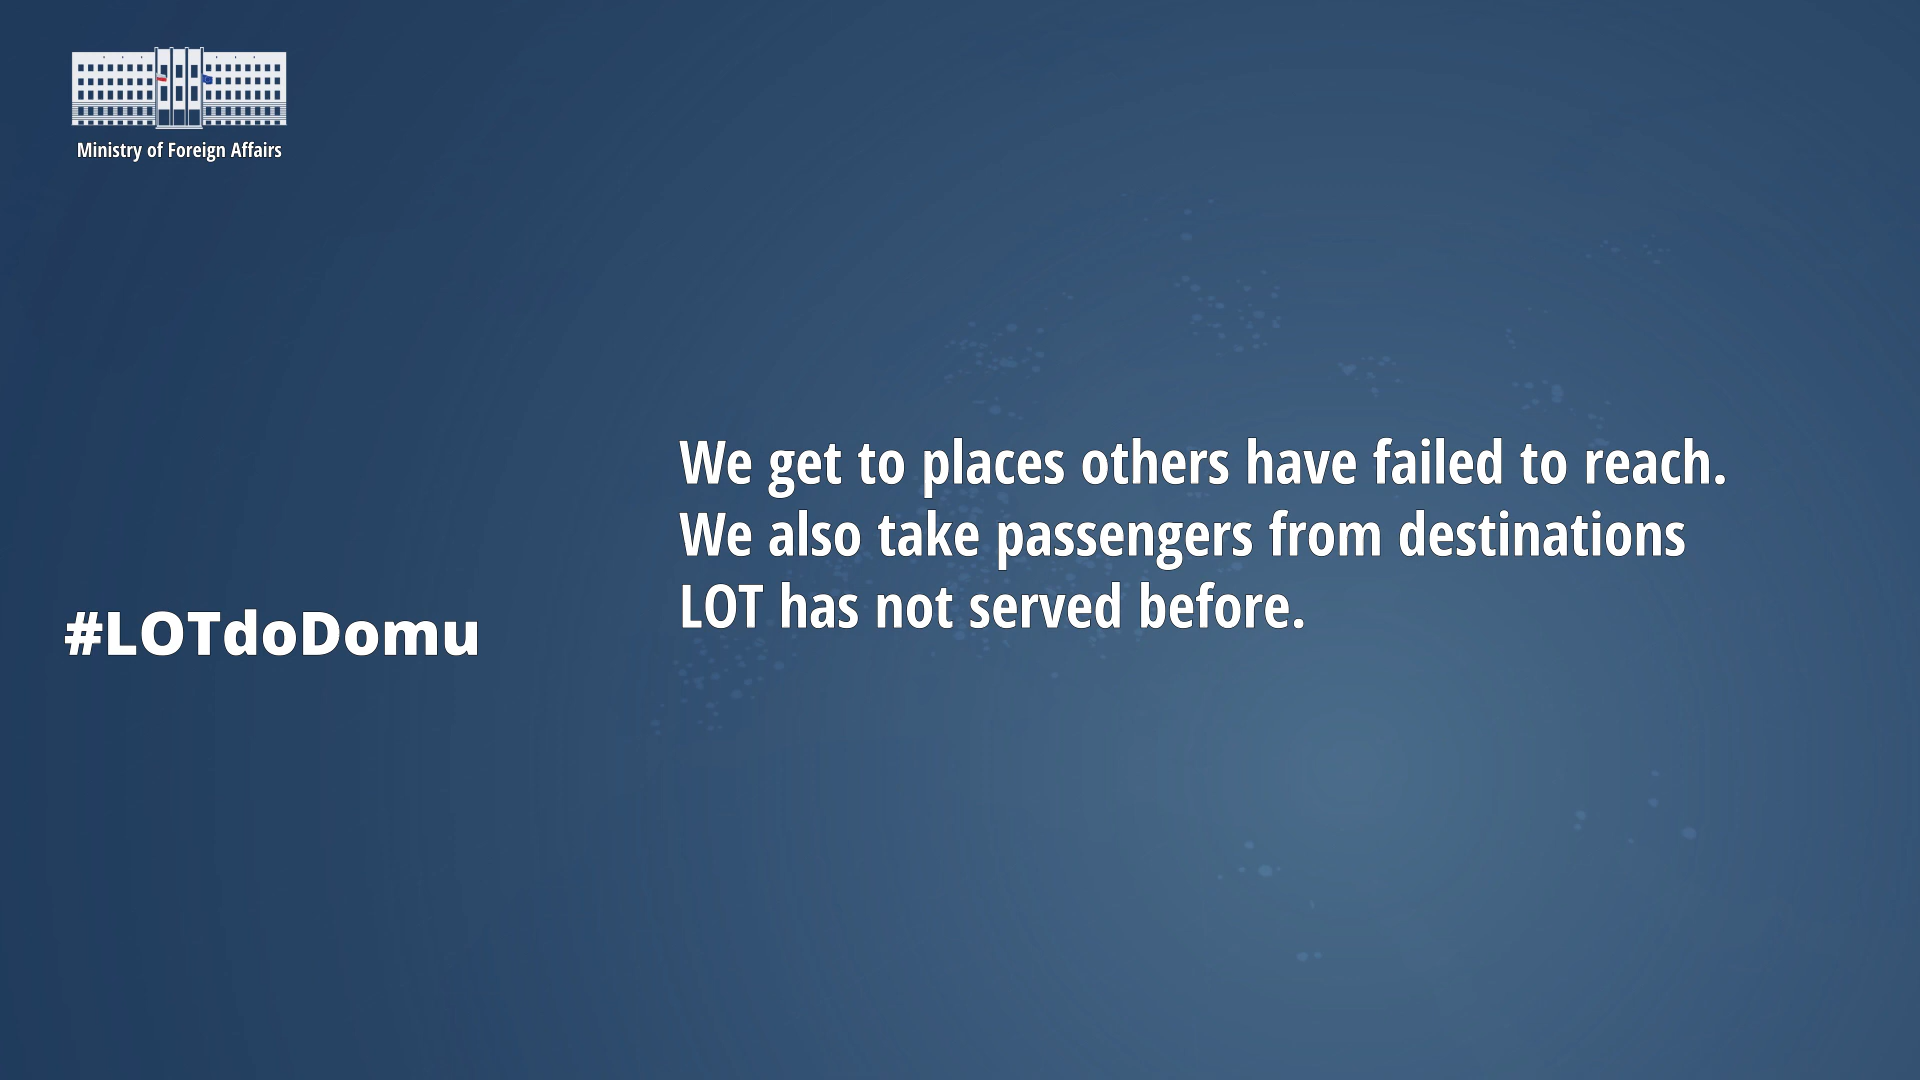 Ministry of Foreign Affairs
We get to places others have failed to reach.
We also take passengers from destinations
LOT has not served before.
#LOTdoDomu